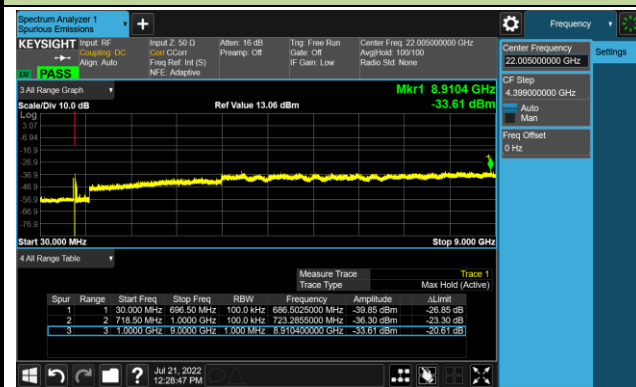 Spectrum Analyzer 1
Spurious Emissions
Frequency
KEYSIGHT
Input: RF
Coupling: DC
Align: Auto
Input Z: 50 Ω
Corr CCorr
Freq Ref: Int (S)
NFE: Adaptive
Atten: 16 dB
Preamp: Off
Trig: Free Run
Gate: Off
IF Gain: Low
Center Freq: 22.005000000 GHz
Avg|Hold: 100/100
Radio Std: None
PASS
Center Frequency
22.005000000 GHz
Settings
CF Step
4.399000000 GHz
Auto
Man
Freq Offset
0 Hz
3 All Range Graph
Mkr1 8.9104 GHz
Scale/Div 10.0 dB
Ref Value 13.06 dBm
-33.61 dBm
Log
3.07
-6.94
-16.9
-26.9
-36.9
-46.9
-56.9
-66.9
-76.9
1
Start 30.000 MHz
Stop 9.000 GHz
4 All Range Table
Measure Trace Trace 1
Trace Type Max Hold (Active)
Spur Range Start Freq Stop Freq RBW Frequency Amplitude ΔLimit
1 1 30.000 MHz 696.50 MHz 100.0 kHz 686.5025000 MHz -39.85 dBm -26.85 dB
2 2 718.50 MHz 1.0000 GHz 100.0 kHz 723.2855000 MHz -36.30 dBm -23.30 dB
3 3 1.0000 GHz 9.0000 GHz 1.000 MHz 8.910400000 GHz -33.61 dBm -20.61 dB
Jul 21, 2022
12:28:47 PM